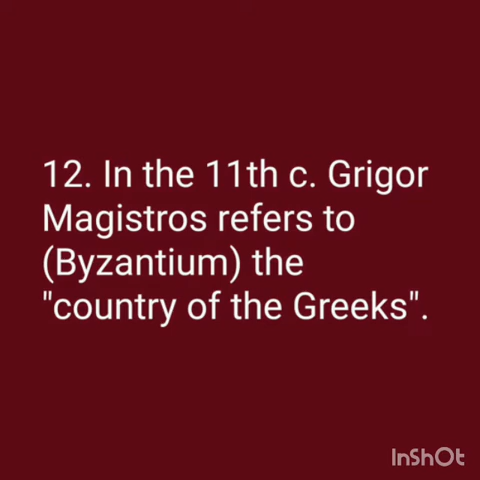 12. In the 11th c. Grigor
Magistros refers to
(Byzantium) the
"country of the Greeks".
InShOt